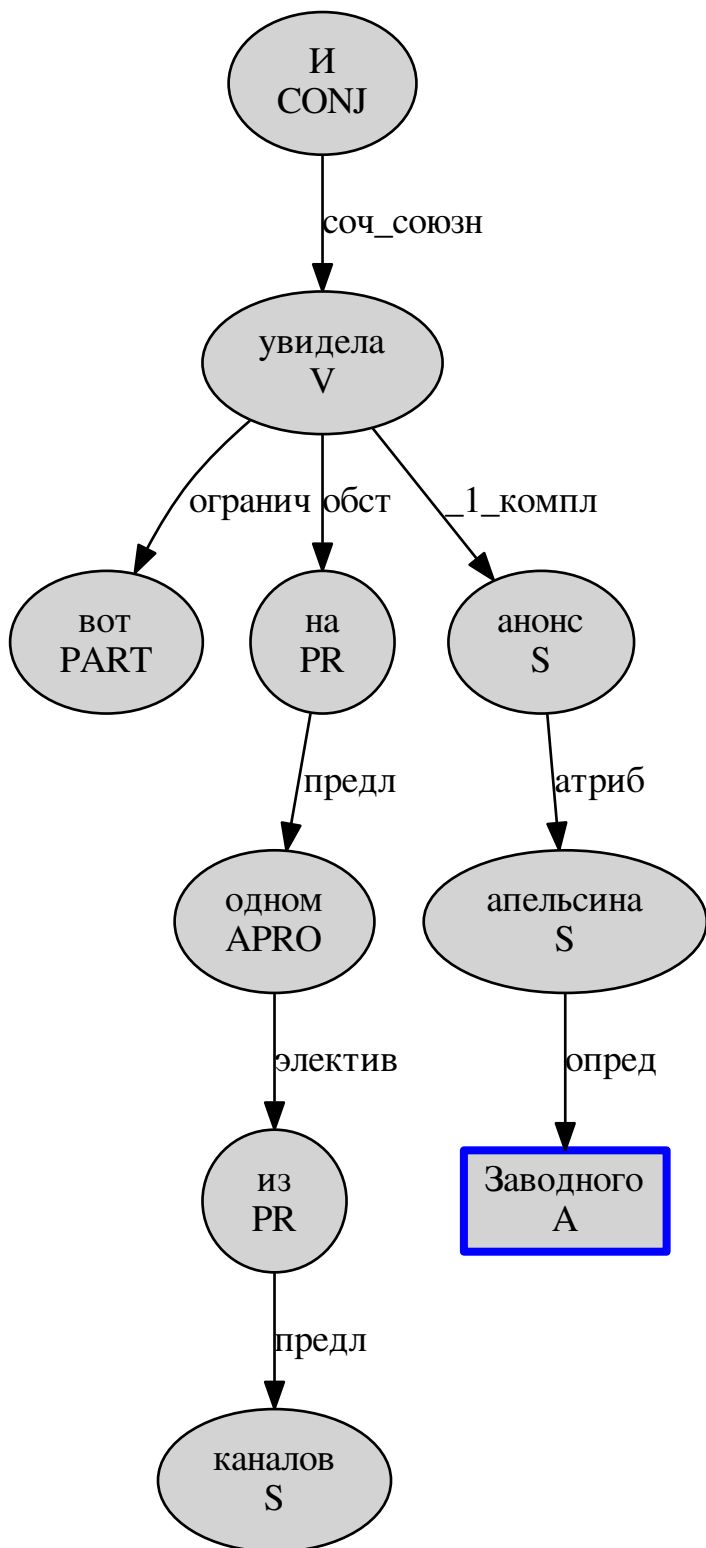 И
CONJ
соч_союзн
увидела
V
огранич
обст
_1_компл
вот
PART
на
PR
анонс
S
предл
атриб
одном
APRO
апельсина
S
электив
опред
из
PR
Заводного
A
предл
каналов
S